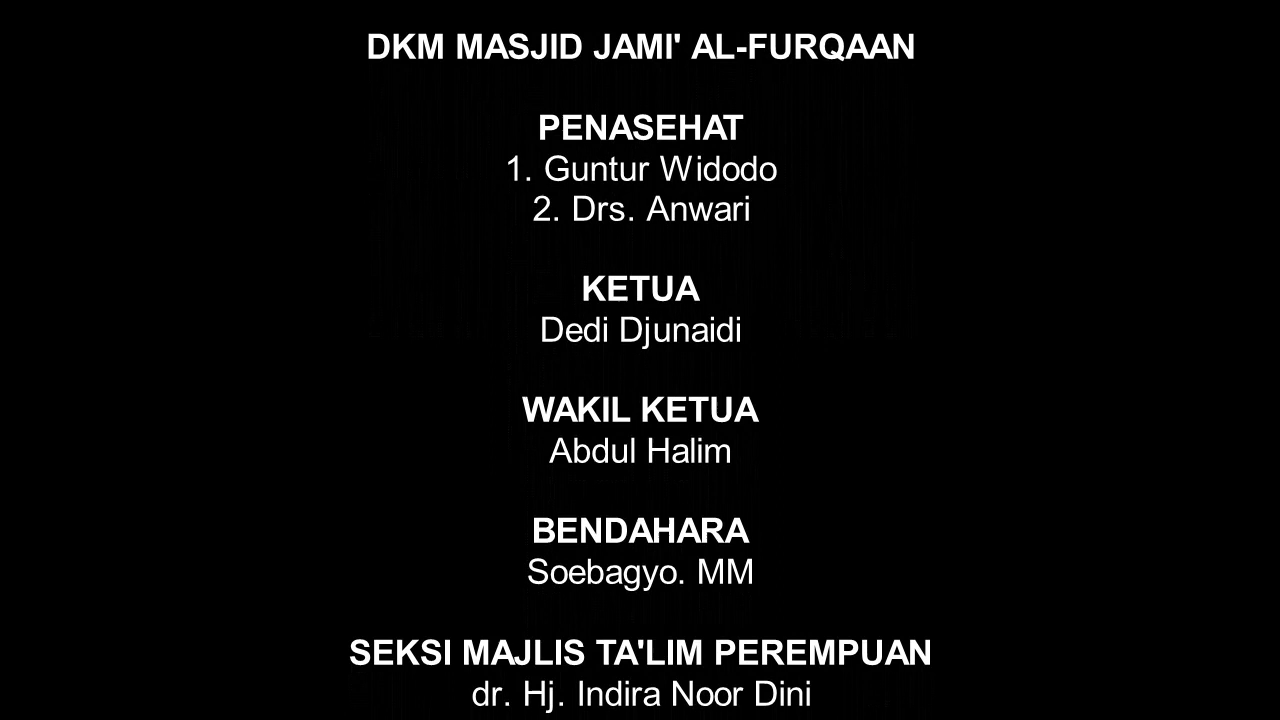 DKM MASJID JAMI' AL-FURQAAN
PENASEHAT
1. Guntur Widodo
2. Drs. Anwari
KETUA
Dedi Djunaidi
WAKIL KETUA
Abdul Halim
BENDAHARA
Soebagyo. MM
SEKSI MAJLIS TA'LIM PEREMPUAN
dr. Hj. Indira Noor Dini